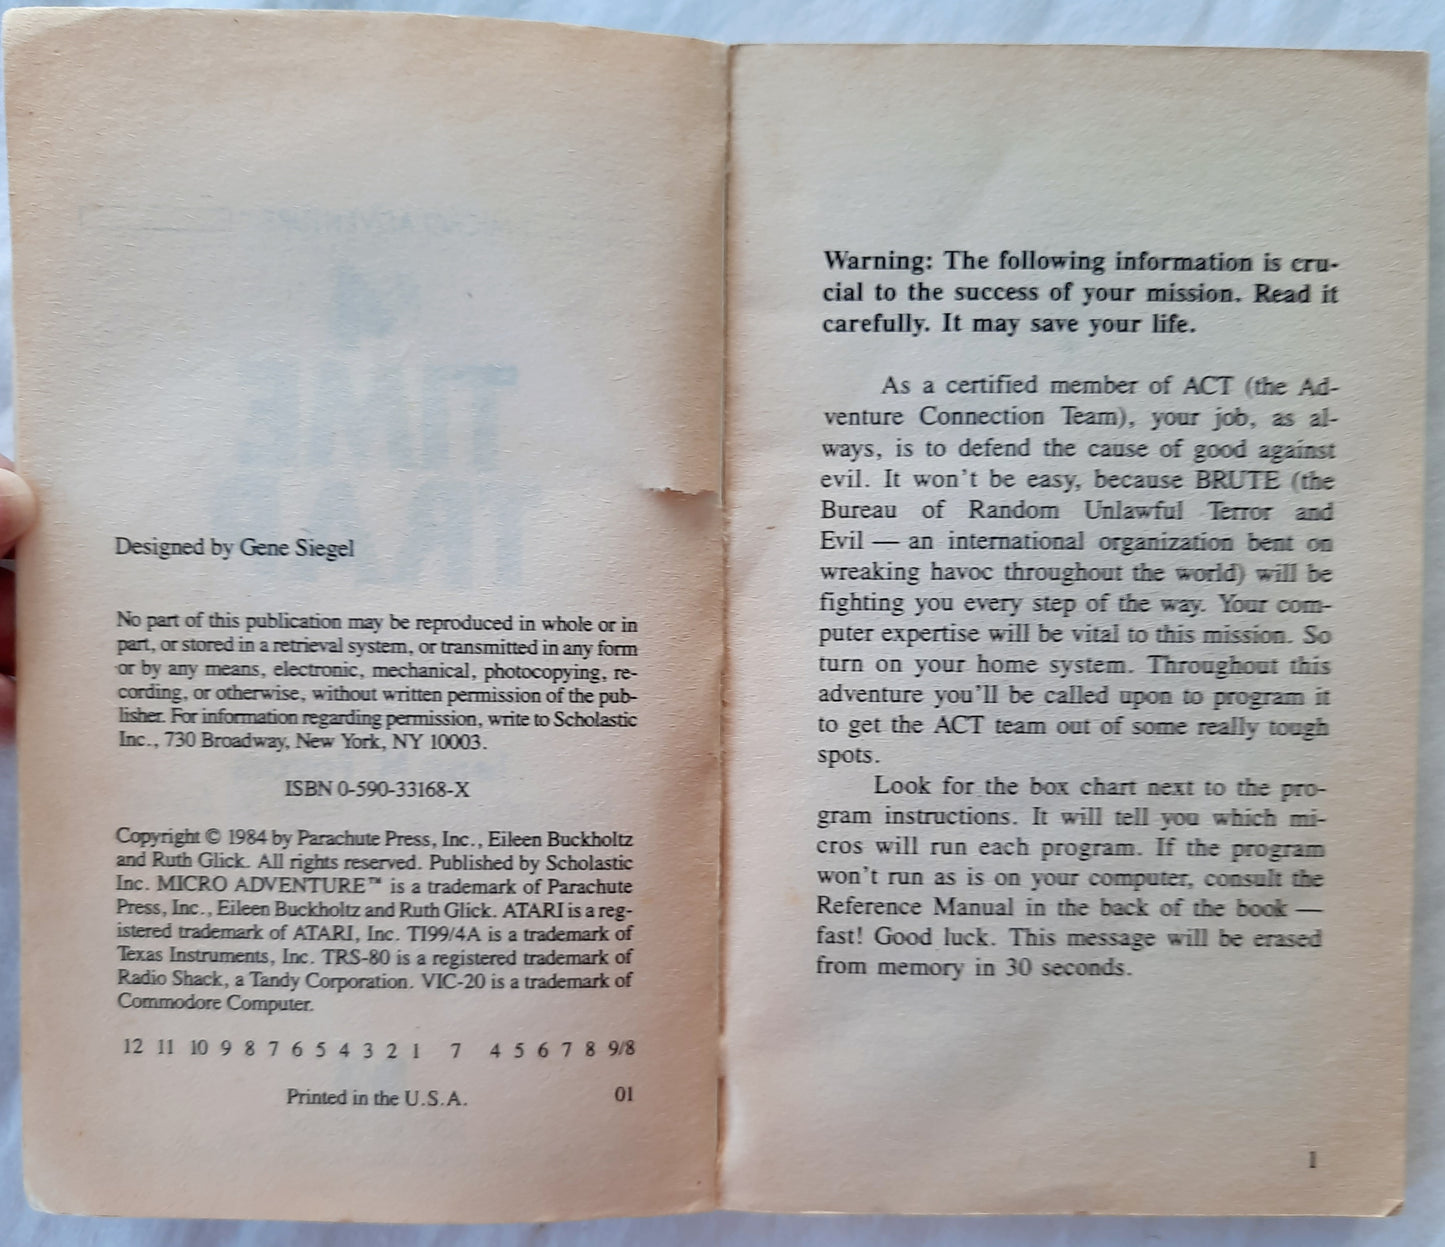 Designed by Gene Siegel
No part of this publication may be reproduced in whole or in
part, or stored in a retrieval system, or transmitted in any form
or by any means, electronic, mechanical, photocopying, re-
cording, or otherwise, without written permission of the pub-
lisher. For information regarding permission, write to Scholastic
Inc., 730 Broadway, New York, NY 10003.
ISBN 0-590-33168-X
Copyright © 1984 by Parachute Press, Inc., Eileen Buckholtz
and Ruth Glick. All rights reserved. Published by Scholastic
Inc. MICRO ADVENTURE™ is a trademark of Parachute
Press, Inc., Eileen Buckholtz and Ruth Glick. ATARI is a reg-
istered trademark of ATARI, Inc. TI99/4A is a trademark of
Texas Instruments, Inc. TRS-80 is a registered trademark of
Radio Shack, a Tandy Corporation. VIC-20 is a trademark of
Commodore Computer.
12 11 10 9 8 7 6 5 4 3 2 1 7 4 5 6 7 8 9/8
Printed in the U.S.A. 01
Warning: The following information is cru-
cial to the success of your mission. Read it
carefully. It may save your life.
As a certified member of ACT (the Ad-
venture Connection Team), your job, as al-
ways, is to defend the cause of good against
evil. It won't be easy, because BRUTE (the
Bureau of Random Unlawful Terror and
Evil — an international organization bent on
wreaking havoc throughout the world) will be
fighting you every step of the way. Your com-
puter expertise will be vital to this mission. So
turn on your home system. Throughout this
adventure you'll be called upon to program it
to get the ACT team out of some really tough
spots.
Look for the box chart next to the pro-
gram instructions. It will tell you which mi-
cros will run each program. If the program
won't run as is on your computer, consult the
Reference Manual in the back of the book —
fast! Good luck. This message will be erased
from memory in 30 seconds.
1